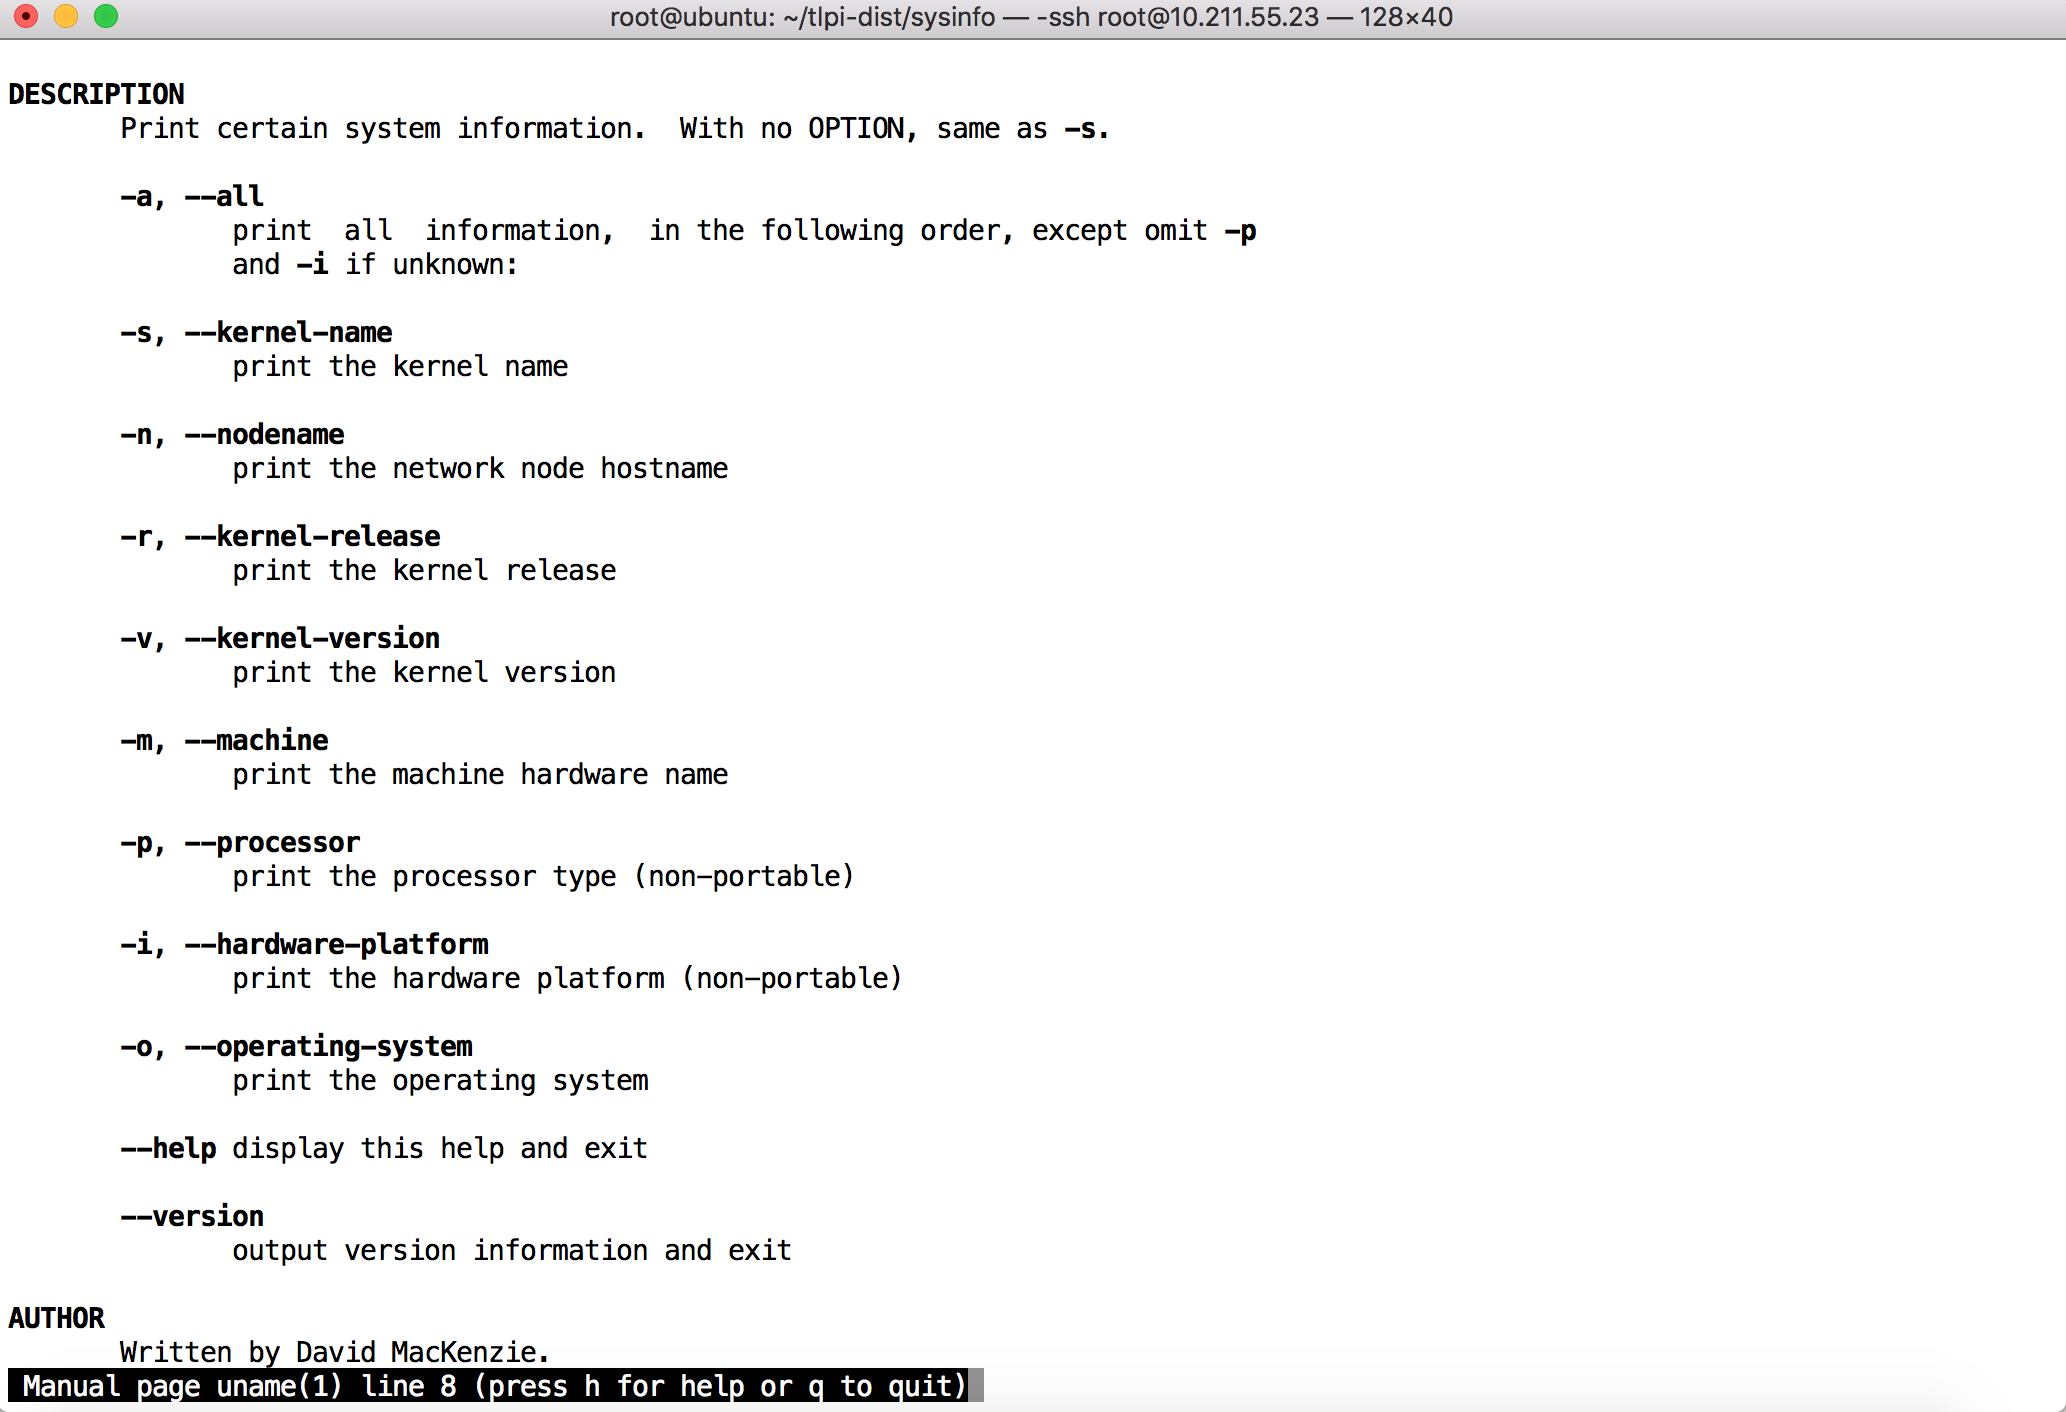 root@ubuntu: ~/tlpi-dist/sysinfo — -ssh root@10.211.55.23 — 128×40
DESCRIPTION
Print certain system information.  With no OPTION, same as -s.
-a, --all
print  all  information,  in the following order, except omit -p
and -i if unknown:
-s, --kernel-name
print the kernel name
-n, --nodename
print the network node hostname
-r, --kernel-release
print the kernel release
-v, --kernel-version
print the kernel version
-m, --machine
print the machine hardware name
-p, --processor
print the processor type (non-portable)
-i, --hardware-platform
print the hardware platform (non-portable)
-o, --operating-system
print the operating system
--help display this help and exit
--version
output version information and exit
AUTHOR
Written by David MacKenzie.
Manual page uname(1) line 8 (press h for help or q to quit)